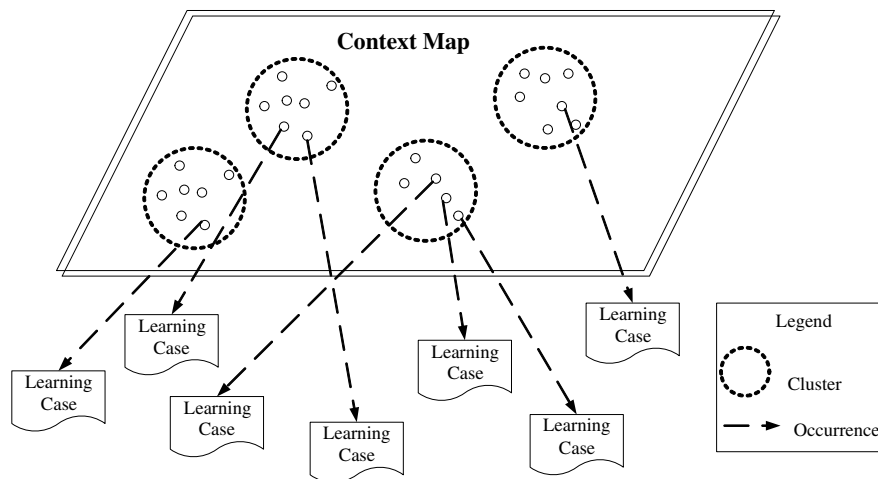 Context Map
Learning
Case
Learning
Case
Learning
Case
Learning
Case
Learning
Case
Learning
Case
Learning
Case
Legend
Cluster
Occurrence